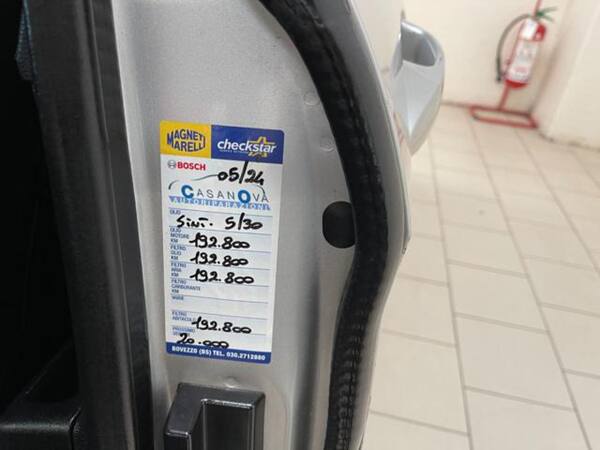 MAGNETI
MARELLI
checkstar
BOSCH
05/24
CASANOVA
AUTORIPARAZIONI
OLIO
Sint. 5/30
OLIO
MOTORE
KM
192.800
FILTRO
OLIO
KM
192.800
FILTRO
ARIA
KM
192.800
FILTRO
CARBURANTE
KM
VARIE
FILTRO
ABITACOLO
192.800
PROSSIMO
20.000
BOVEZZO (BS) TEL. 030.2712880